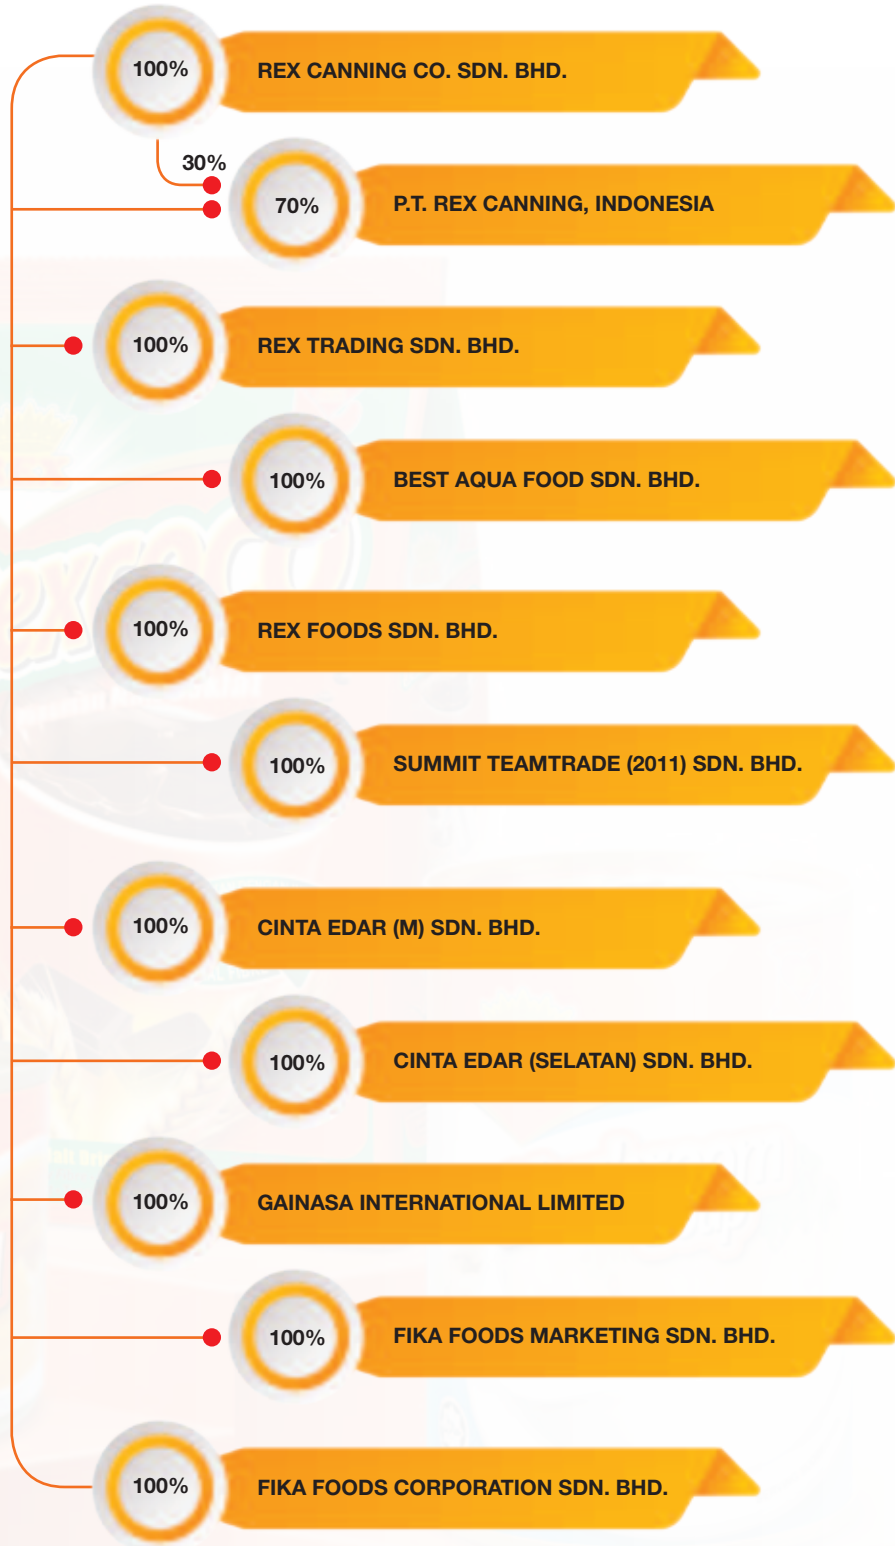 100%
REX CANNING CO. SDN. BHD.
30%
70%
P.T. REX CANNING, INDONESIA
100%
REX TRADING SDN. BHD.
100%
BEST AQUA FOOD SDN. BHD.
100%
REX FOODS SDN. BHD.
100%
SUMMIT TEAMTRADE (2011) SDN. BHD.
100%
CINTA EDAR (M) SDN. BHD.
100%
CINTA EDAR (SELATAN) SDN. BHD.
100%
GAINASA INTERNATIONAL LIMITED
100%
FIKA FOODS MARKETING SDN. BHD.
100%
FIKA FOODS CORPORATION SDN. BHD.